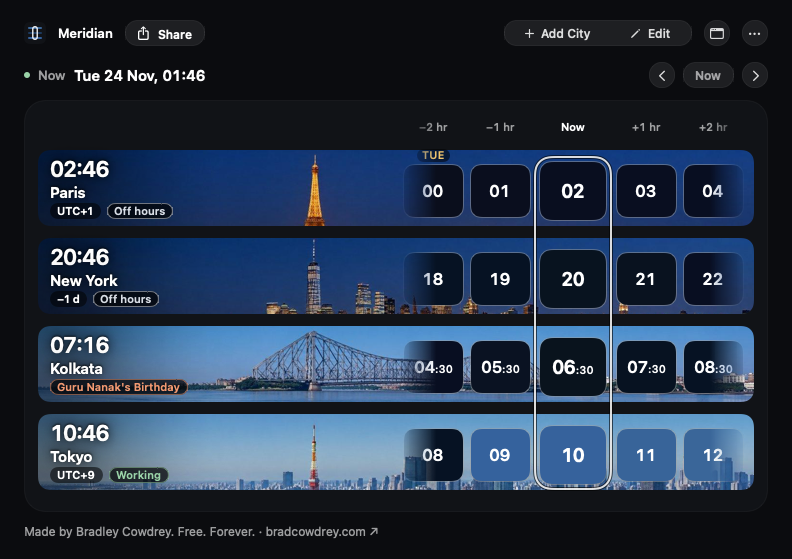 Meridian
Share
+ Add City
Edit
Now Tue 24 Nov, 01:46
Now
−2 hr −1 hr Now +1 hr +2 hr
02:46
Paris
UTC+1 Off hours
TUE
00 01 02 03 04
20:46
New York
−1 d Off hours
18 19 20 21 22
07:16
Kolkata
Guru Nanak's Birthday
04:30 05:30 06:30 07:30 08:30
10:46
Tokyo
UTC+9 Working
08 09 10 11 12
Made by Bradley Cowdrey. Free. Forever. · bradcowdrey.com ↗